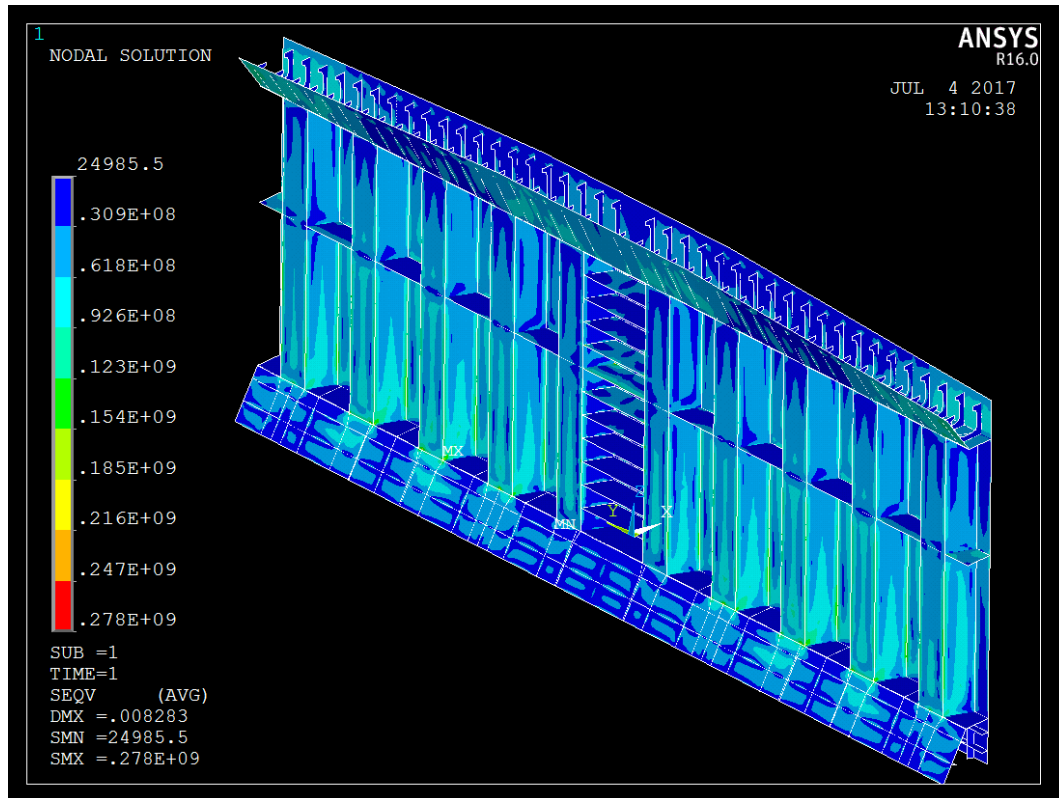 1
NODAL SOLUTION
ANSYS
R16.0
JUL 4 2017
13:10:38
24985.5
.309E+08
.618E+08
.926E+08
.123E+09
.154E+09
.185E+09
.216E+09
.247E+09
.278E+09
MX
MN
Y
Z
X
SUB =1
TIME=1
SEQV (AVG)
DMX =.008283
SMN =24985.5
SMX =.278E+09